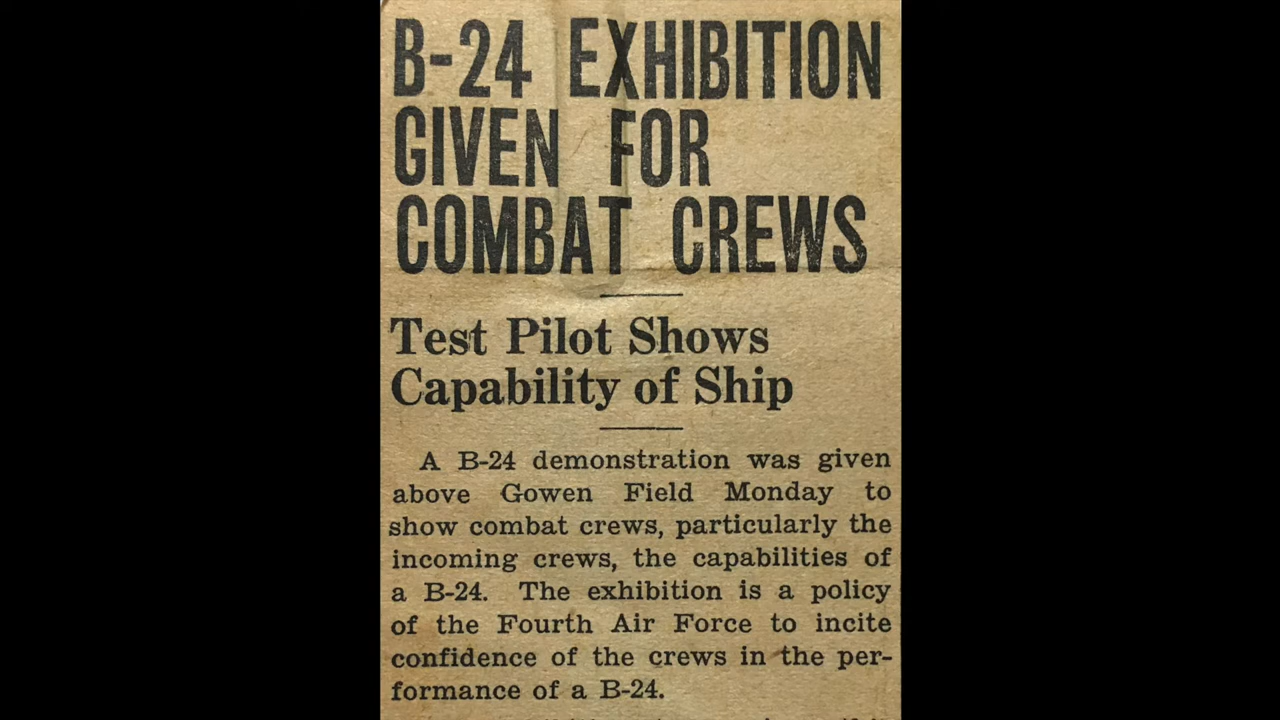 B-24 EXHIBITION
GIVEN FOR
COMBAT CREWS
Test Pilot Shows
Capability of Ship
A B-24 demonstration was given
above Gowen Field Monday to
show combat crews, particularly the
incoming crews, the capabilities of
a B-24. The exhibition is a policy
of the Fourth Air Force to incite
confidence of the crews in the per-
formance of a B-24.